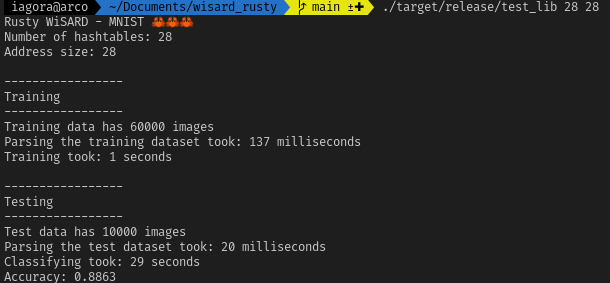 iagora@arco ~/Documents/wisard_rusty main ±✚ ./target/release/test_lib 28 28
Rusty WiSARD - MNIST 🦀🦀🦀
Number of hashtables: 28
Address size: 28
-----------------
Training
-----------------
Training data has 60000 images
Parsing the training dataset took: 137 milliseconds
Training took: 1 seconds
-----------------
Testing
-----------------
Test data has 10000 images
Parsing the test dataset took: 20 milliseconds
Classifying took: 29 seconds
Accuracy: 0.8863